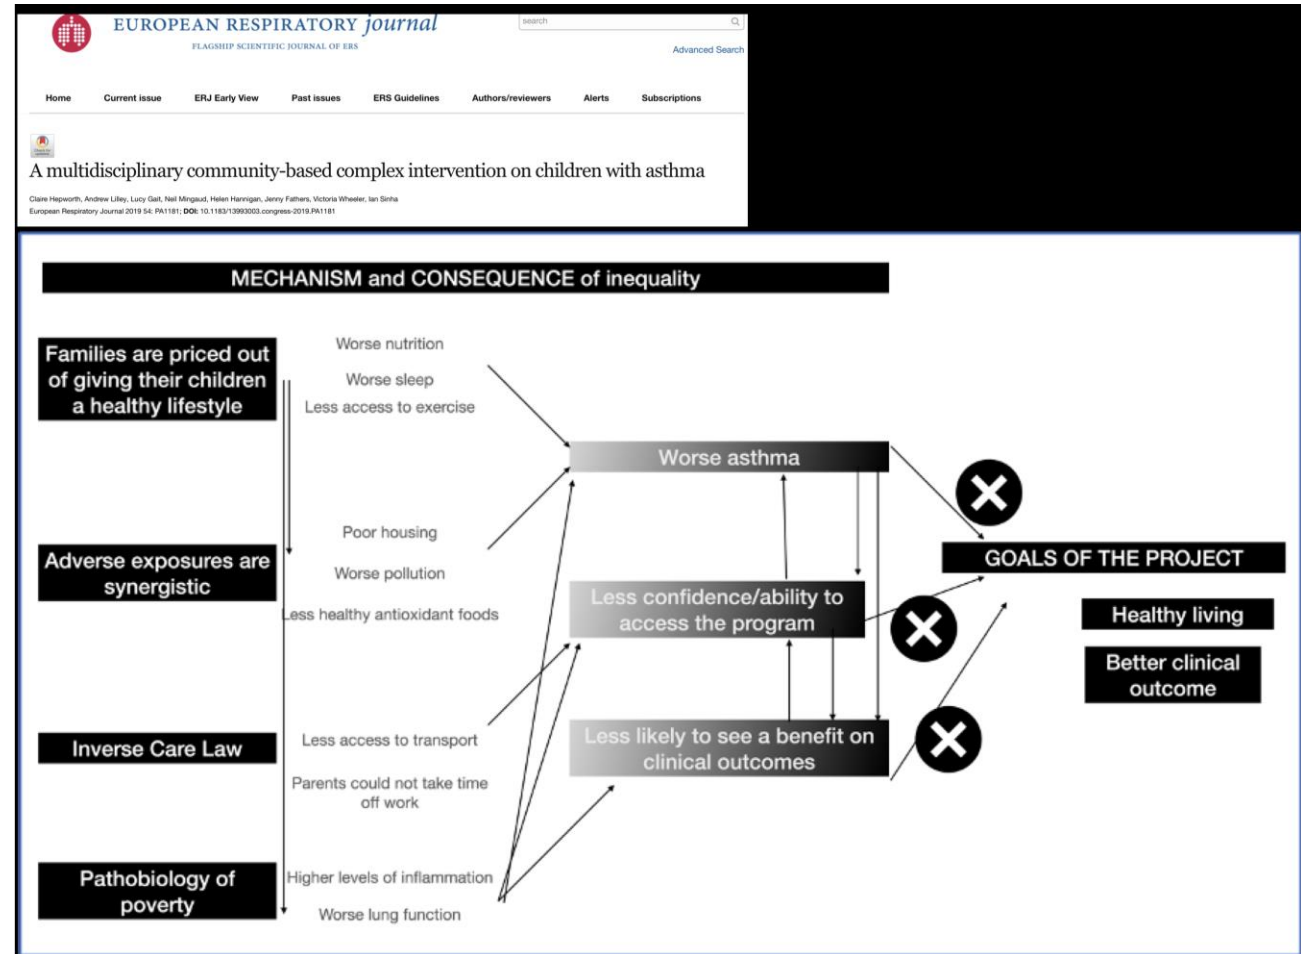 EUROPEAN RESPIRATORY journal
FLAGSHIP SCIENTIFIC JOURNAL OF ERS
search
Advanced Search
Home Current issue ERJ Early View Past issues ERS Guidelines Authors/reviewers Alerts Subscriptions
A multidisciplinary community-based complex intervention on children with asthma
Claire Hepworth, Andrew Lilley, Lucy Gait, Neil Mingaud, Helen Hannigan, Jenny Fathers, Victoria Wheeler, Ian Sinha
European Respiratory Journal 2019 54: PA1181; DOI: 10.1183/13993003.congress-2019.PA1181
MECHANISM and CONSEQUENCE of inequality
Families are priced out
of giving their children
a healthy lifestyle
Worse nutrition
Worse sleep
Less access to exercise
Worse asthma
Adverse exposures are
synergistic
Poor housing
Worse pollution
Less healthy antioxidant foods
Less confidence/ability to
access the program
GOALS OF THE PROJECT
Healthy living
Better clinical
outcome
Inverse Care Law
Less access to transport
Parents could not take time
off work
Less likely to see a benefit on
clinical outcomes
Pathobiology of
poverty
Higher levels of inflammation
Worse lung function